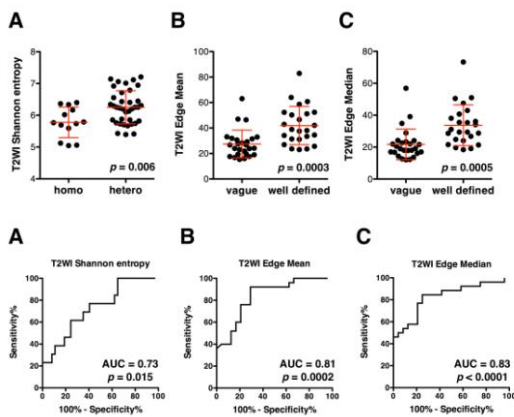 A
T2WI Shannon entropy
8
7
6
5
4
homo
hetero
p = 0.006
B
T2WI Edge Mean
100
80
60
40
20
0
vague
well defined
p = 0.0003
C
T2WI Edge Median
80
60
40
20
0
vague
well defined
p = 0.0005
A
T2WI Shannon entropy
Sensitivity%
100
80
60
40
20
0
0 20 40 60 80 100
100% - Specificity%
AUC = 0.73
p = 0.015
B
T2WI Edge Mean
Sensitivity%
100
80
60
40
20
0
0 20 40 60 80 100
100% - Specificity%
AUC = 0.81
p = 0.0002
C
T2WI Edge Median
Sensitivity%
100
80
60
40
20
0
0 20 40 60 80 100
100% - Specificity%
AUC = 0.83
p < 0.0001